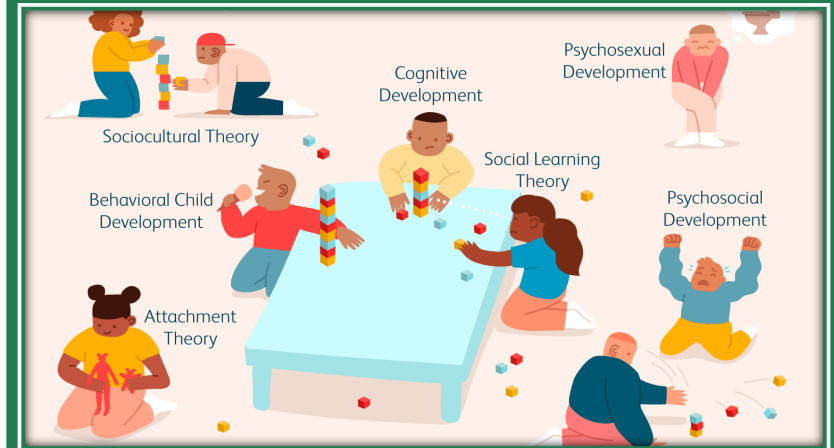 Psychosexual
Development
Cognitive
Development
Sociocultural Theory
Social Learning
Theory
Behavioral Child
Development
Psychosocial
Development
Attachment
Theory